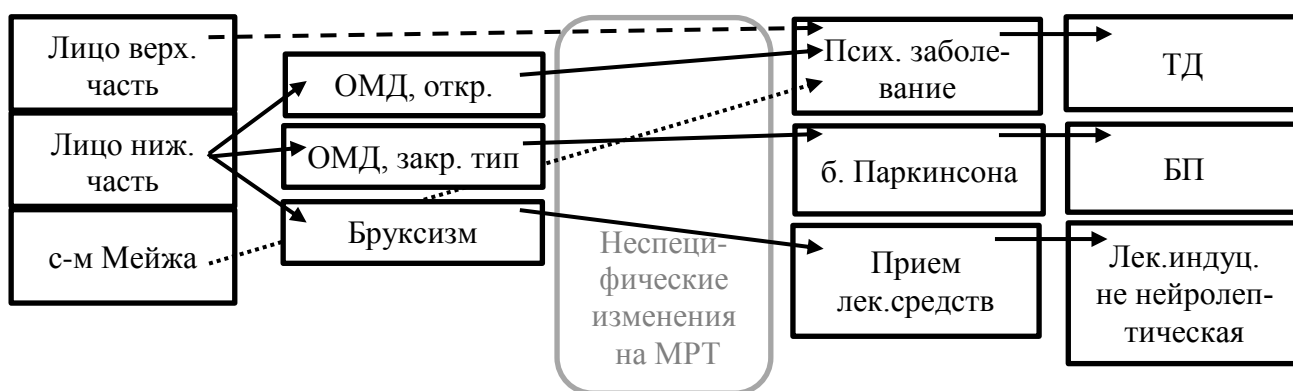 Лицо верх.
часть
Лицо ниж.
часть
с-м Мейжа
ОМД, откр.
ОМД, закр. тип
Бруксизм
Неспеци-
фические
изменения
на МРТ
Псих. заболе-
вание
б. Паркинсона
Прием
лек.средств
ТД
БП
Лек.индуц.
не нейролеп-
тическая